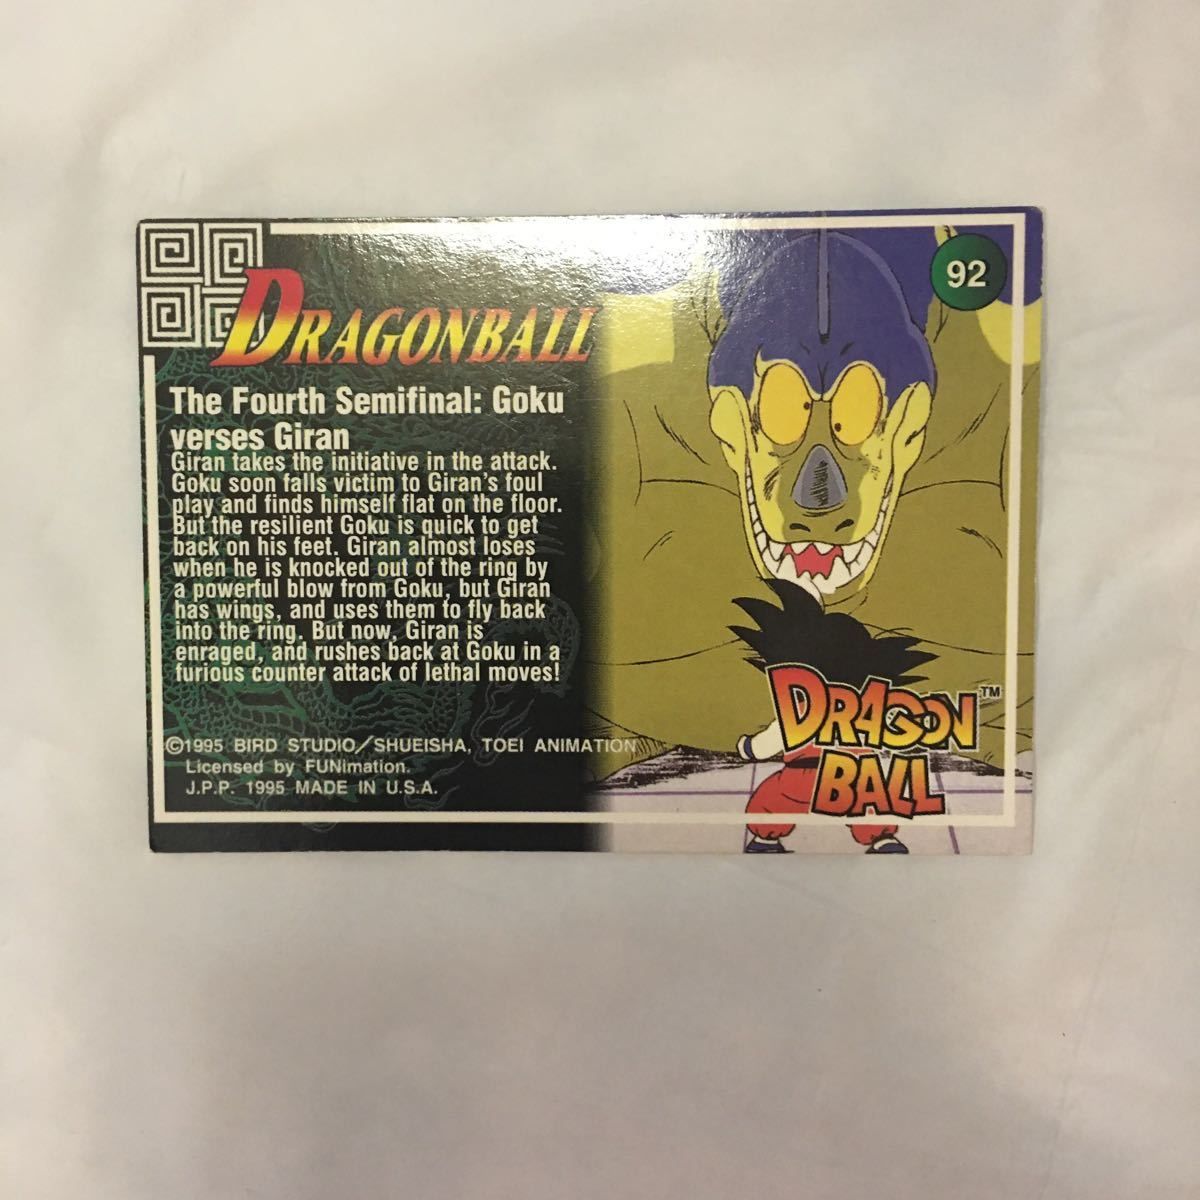 DRAGONBALL
92
The Fourth Semifinal: Goku
verses Giran
Giran takes the initiative in the attack.
Goku soon falls victim to Giran's foul
play and finds himself flat on the floor.
But the resilient Goku is quick to get
back on his feet. Giran almost loses
when he is knocked out of the ring by
a powerful blow from Goku, but Giran
has wings, and uses them to fly back
into the ring. But now, Giran is
enraged, and rushes back at Goku in a
furious counter attack of lethal moves!
©1995 BIRD STUDIO/SHUEISHA, TOEI ANIMATION
Licensed by FUNimation.
J.P.P. 1995 MADE IN U.S.A.
DRAGON™
BALL